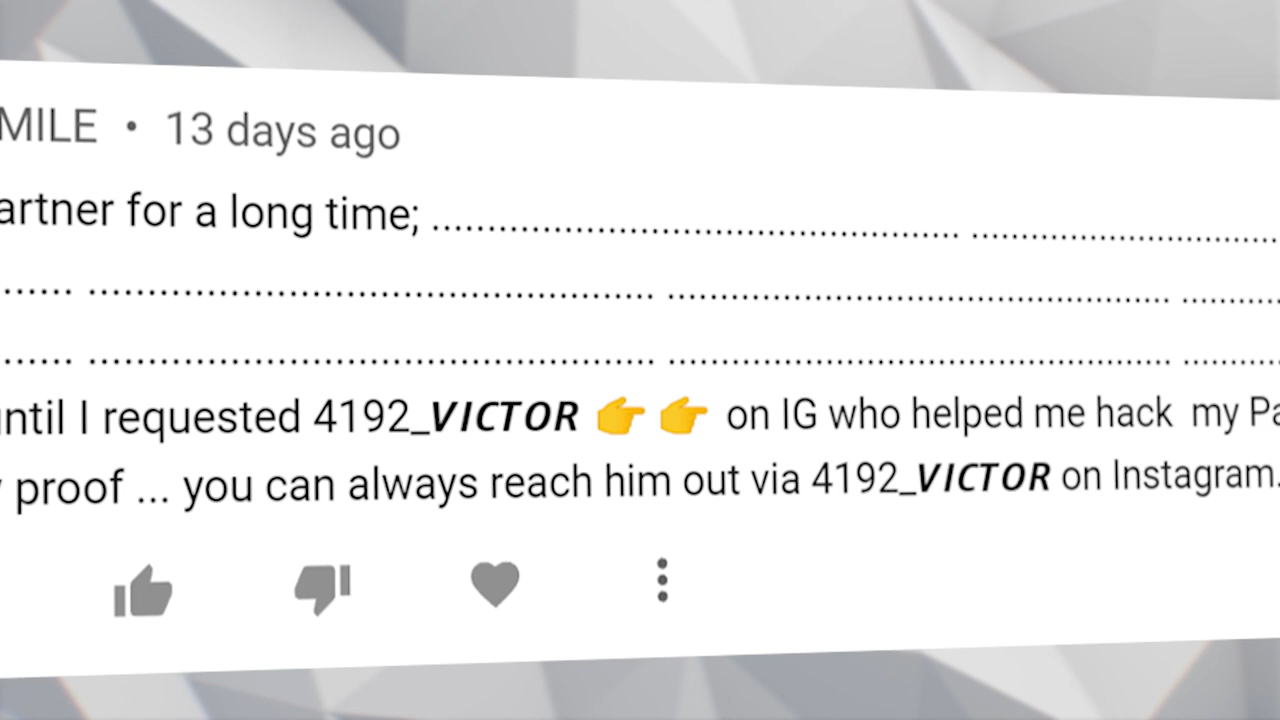 MILE • 13 days ago
artner for a long time; ................................................ ................................
...... ................................................ ................................................ .........
...... ................................................ ................................................ .........
until I requested 4192_VICTOR 👉 👉 on IG who helped me hack my Pa
proof ... you can always reach him out via 4192_VICTOR on Instagram.